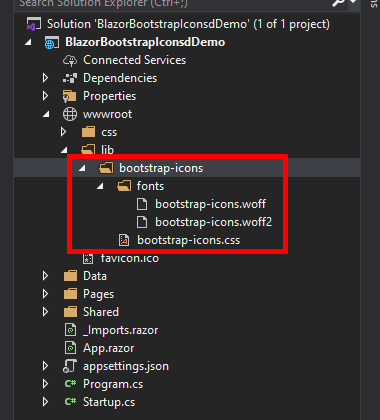 Search Solution Explorer (Ctrl+;)
Solution 'BlazorBootstrapIconsdDemo' (1 of 1 project)
BlazorBootstrapIconsdDemo
Connected Services
Dependencies
Properties
wwwroot
css
lib
bootstrap-icons
fonts
bootstrap-icons.woff
bootstrap-icons.woff2
bootstrap-icons.css
favicon.ico
Data
Pages
Shared
_Imports.razor
App.razor
appsettings.json
C# Program.cs
C# Startup.cs